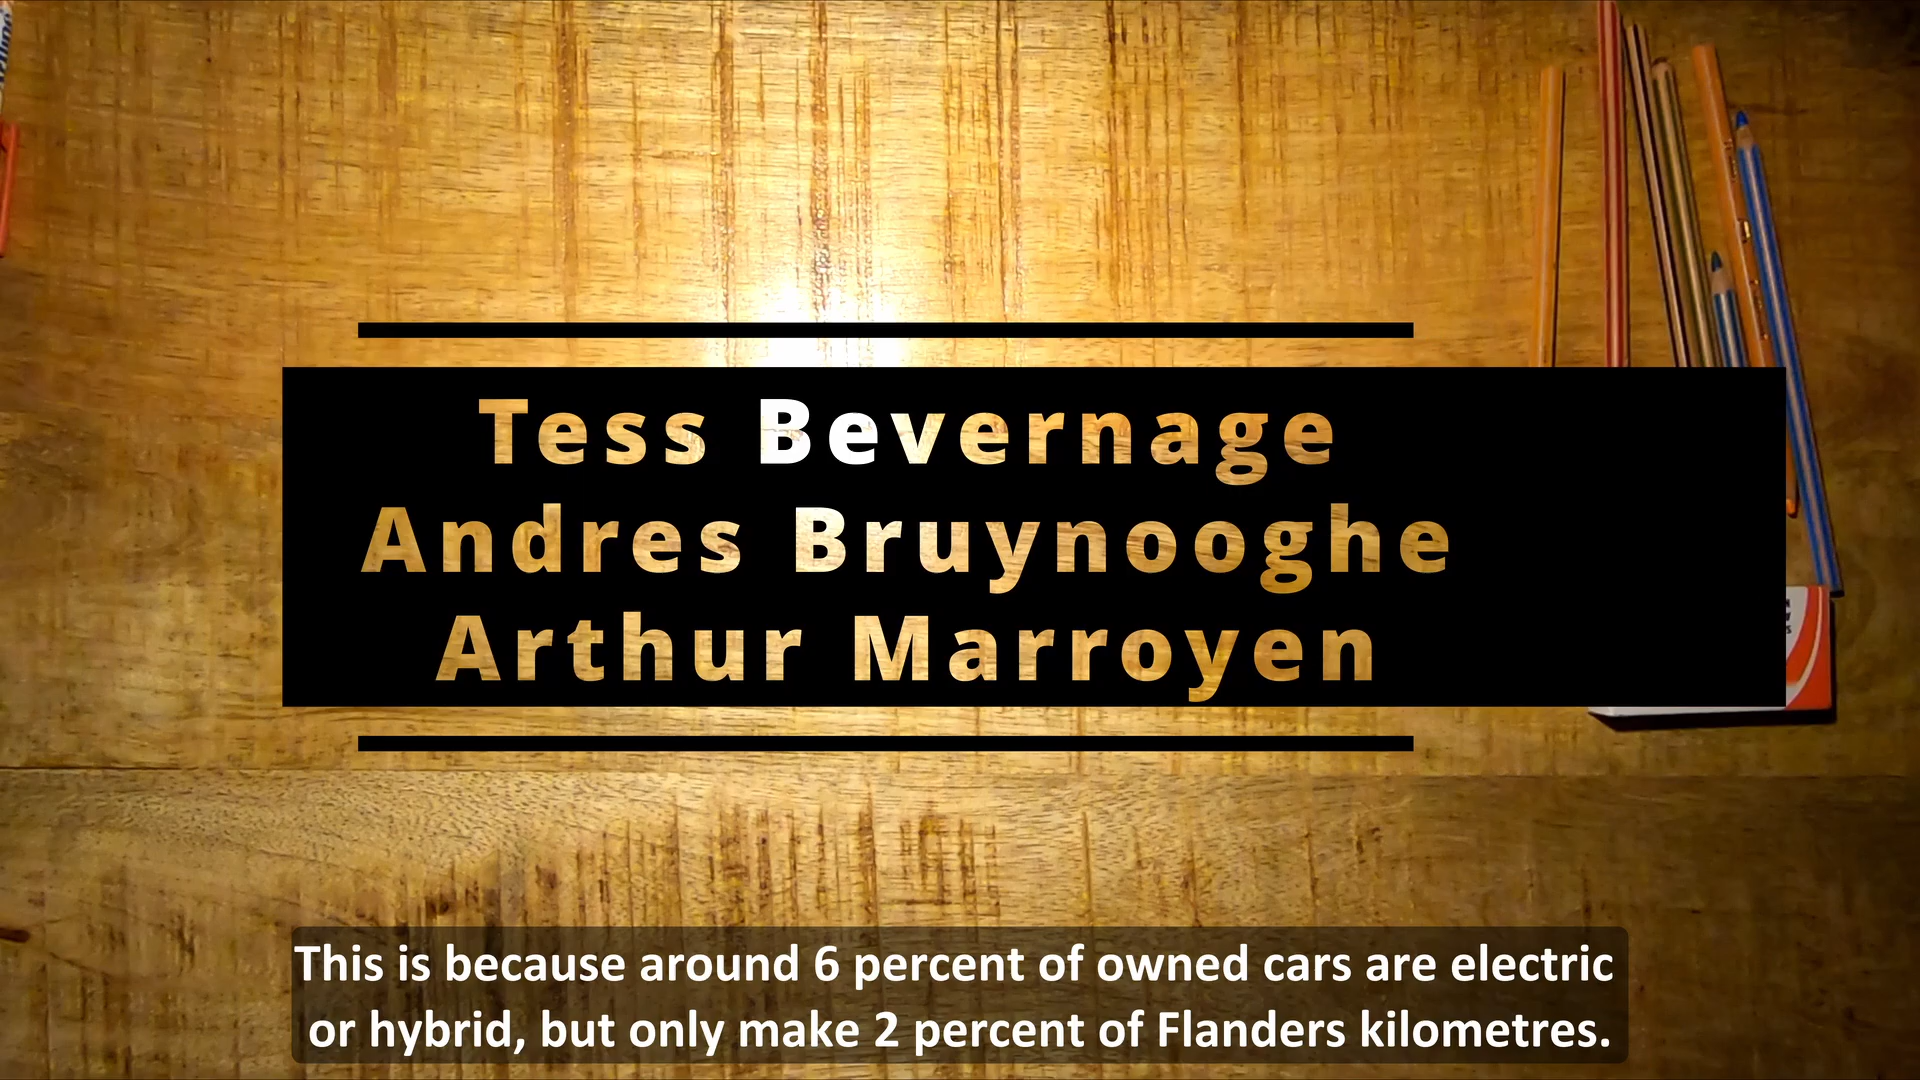 Tess Bevernage
Andres Bruynooghe
Arthur Marroyen
This is because around 6 percent of owned cars are electric
or hybrid, but only make 2 percent of Flanders kilometres.